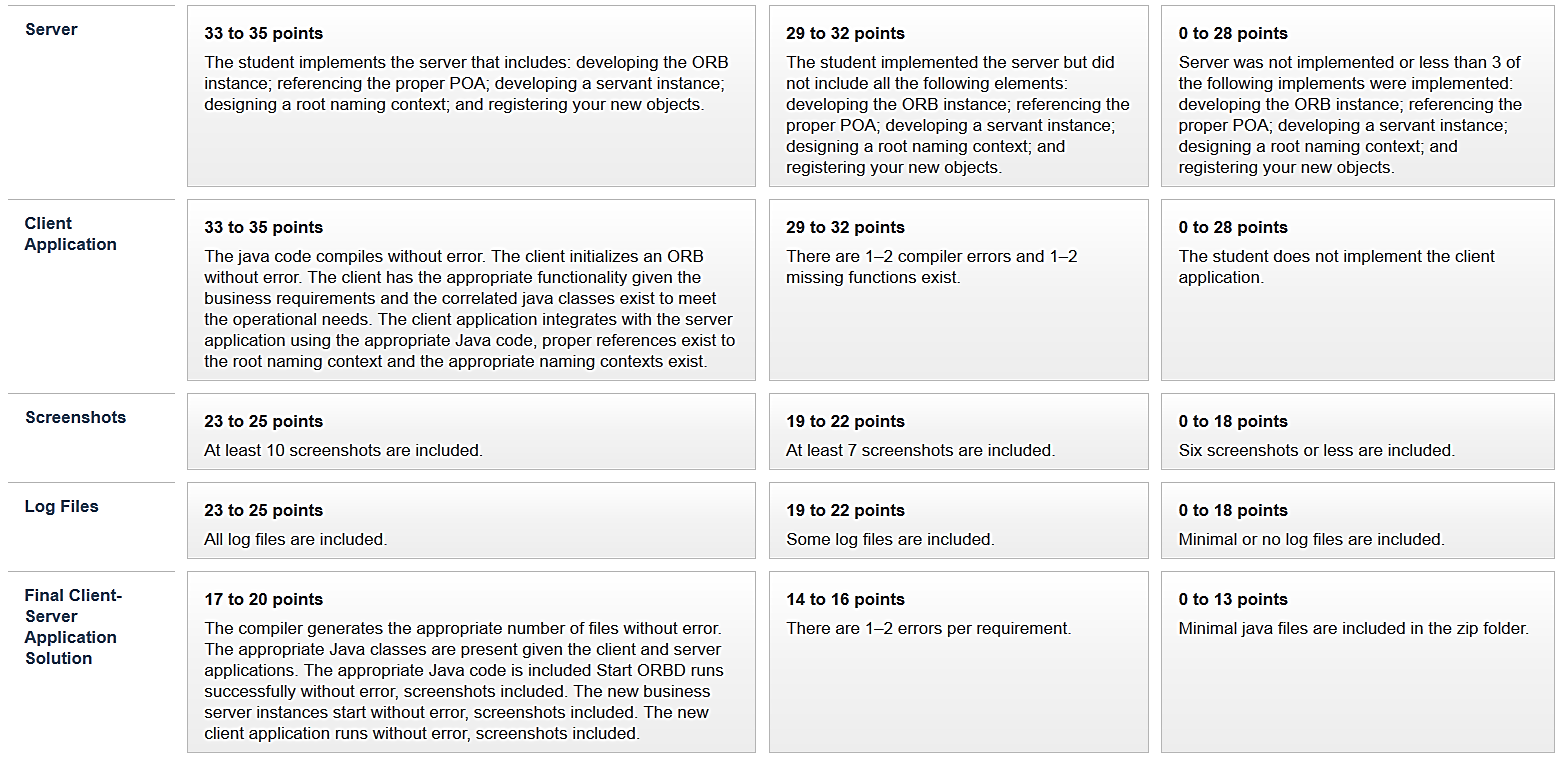 Server
33 to 35 points
The student implements the server that includes: developing the ORB
instance; referencing the proper POA; developing a servant instance;
designing a root naming context; and registering your new objects.
29 to 32 points
The student implemented the server but did
not include all the following elements:
developing the ORB instance; referencing the
proper POA; developing a servant instance;
designing a root naming context; and
registering your new objects.
0 to 28 points
Server was not implemented or less than 3 of
the following implements were implemented:
developing the ORB instance; referencing the
proper POA; developing a servant instance;
designing a root naming context; and
registering your new objects.
Client
Application
33 to 35 points
The java code compiles without error. The client initializes an ORB
without error. The client has the appropriate functionality given the
business requirements and the correlated java classes exist to meet
the operational needs. The client application integrates with the server
application using the appropriate Java code, proper references exist to
the root naming context and the appropriate naming contexts exist.
29 to 32 points
There are 1–2 compiler errors and 1–2
missing functions exist.
0 to 28 points
The student does not implement the client
application.
Screenshots
23 to 25 points
At least 10 screenshots are included.
19 to 22 points
At least 7 screenshots are included.
0 to 18 points
Six screenshots or less are included.
Log Files
23 to 25 points
All log files are included.
19 to 22 points
Some log files are included.
0 to 18 points
Minimal or no log files are included.
Final Client-
Server
Application
Solution
17 to 20 points
The compiler generates the appropriate number of files without error.
The appropriate Java classes are present given the client and server
applications. The appropriate Java code is included Start ORBD runs
successfully without error, screenshots included. The new business
server instances start without error, screenshots included. The new
client application runs without error, screenshots included.
14 to 16 points
There are 1–2 errors per requirement.
0 to 13 points
Minimal java files are included in the zip folder.